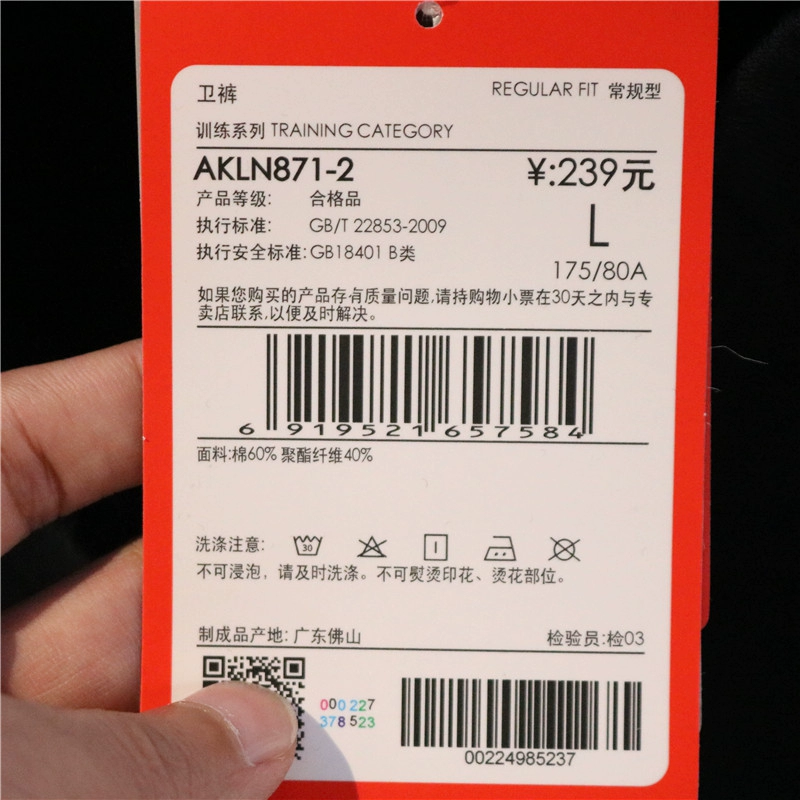 卫裤
REGULAR FIT 常规型
训练系列 TRAINING CATEGORY
AKLN871-2
¥:239元
产品等级: 合格品
执行标准: GB/T 22853-2009
L
执行安全标准:GB18401 B类
175/80A
如果您购买的产品存有质量问题,请持购物小票在30天之内与专
卖店联系,以便及时解决。
6 919521 657584
面料:棉60% 聚酯纤维40%
洗涤注意: 30
不可浸泡，请及时洗涤。不可熨烫印花、烫花部位。
制成品产地: 广东佛山
检验员:检03
000 227
378 523
00224985237